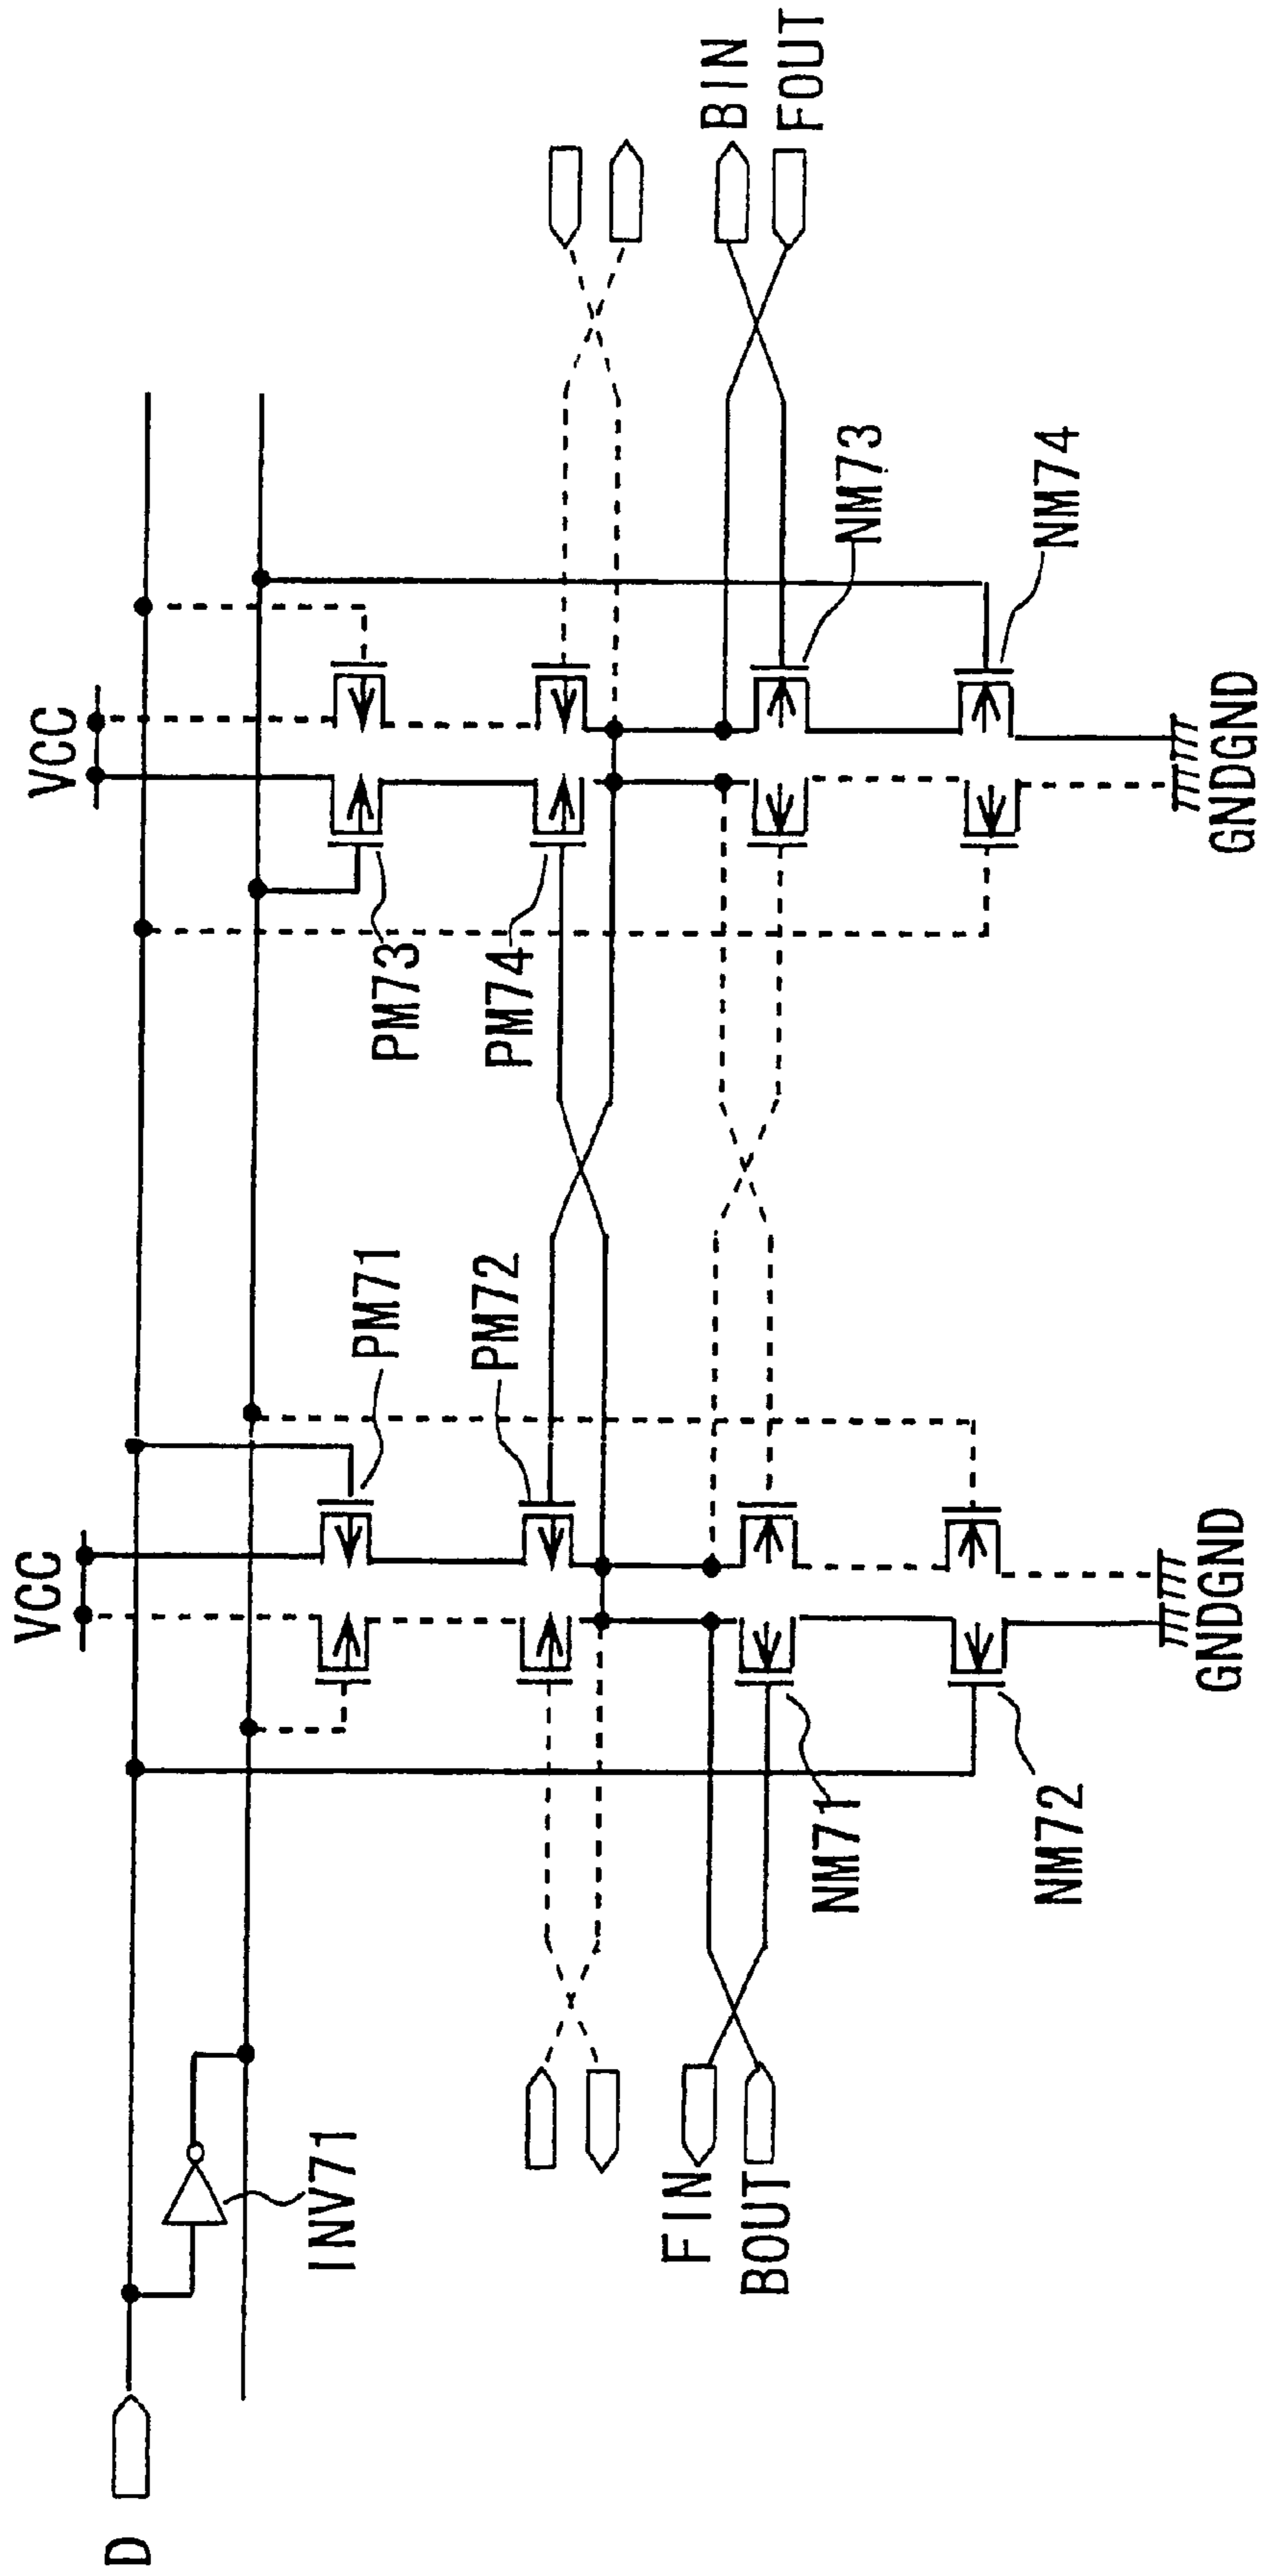 D
INV71
FIN
BOUT
VCC
PM71
PM72
NM71
NM72
GNDGND
VCC
PM73
PM74
NM73
NM74
GNDGND
BIN
FOUT